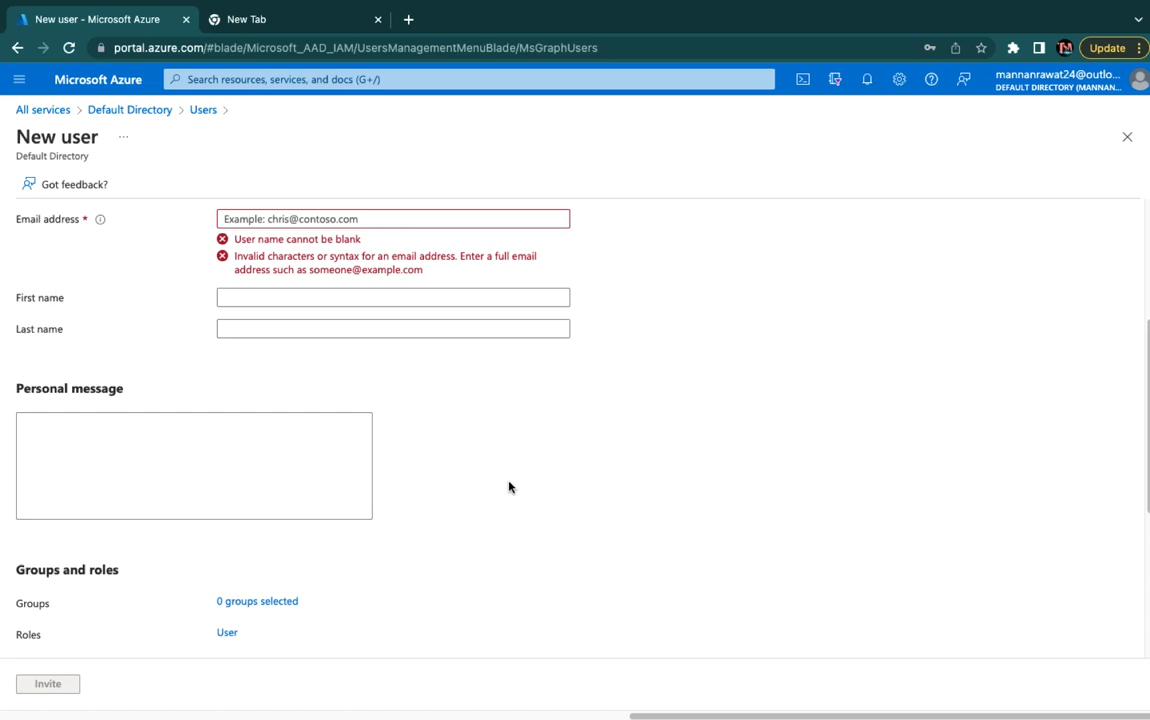 New user - Microsoft Azure
New Tab
portal.azure.com/#blade/Microsoft_AAD_IAM/UsersManagementMenuBlade/MsGraphUsers
Update
Microsoft Azure
Search resources, services, and docs (G+/)
mannanrawat24@outlo...
DEFAULT DIRECTORY (MANNAN...
All services > Default Directory > Users >
New user ...
Default Directory
Got feedback?
Email address *
Example: chris@contoso.com
User name cannot be blank
Invalid characters or syntax for an email address. Enter a full email
address such as someone@example.com
First name
Last name
Personal message
Groups and roles
Groups 0 groups selected
Roles User
Invite